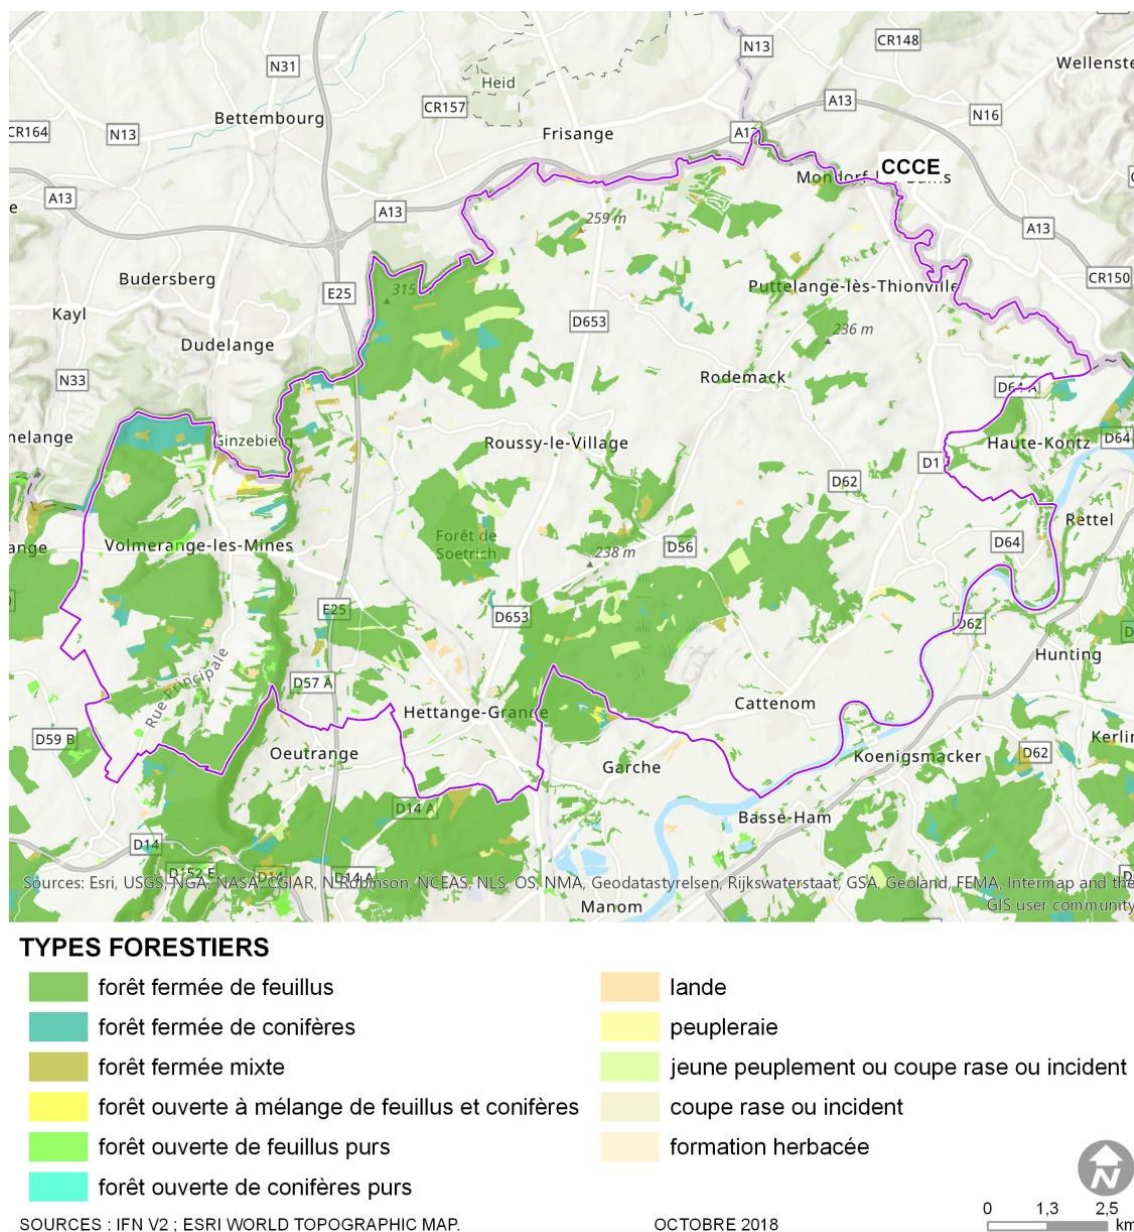 N13
CR148
Wellenste
N31
Heid
CR157
A13
N16
Bettembourg
CR164
N13
Frisange
A13
CCCE
Mondorf-les-Bains
A13
A13
259 m
A13
Budersberg
E25
CR150
315
Puttelange-lès-Thionville
Kayl
D653
236 m
Dudelange
Rodemack
N33
D64 A
nelange
Ginzebierg
Roussy-le-Village
Haute-Kontz
D64
D1
D62
Rettel
Forêt de
Soetrich
ange
Volmerange-les-Mines
D56
D64
238 m
E25
D653
D62
Hunting
Rue Principale
D57 A
Cattenom
Hettange-Grande
D59 B
Kerlin
Oeutrange
D62
Garche
Koenigsmacker
D14 A
Basse-Ham
D14
D152 E
D14
D14 A
Sources: Esri, USGS, NGA, NASA, CGIAR, N Robinson, NCEAS, NLS, OS, NMA, Geodatastyrelsen, Rijkswaterstaat, GSA, Geoland, FEMA, Intermap and the
GIS user community
Manom
TYPES FORESTIERS
forêt fermée de feuillus
forêt fermée de conifères
forêt fermée mixte
forêt ouverte à mélange de feuillus et conifères
forêt ouverte de feuillus purs
forêt ouverte de conifères purs
lande
peupleraie
jeune peuplement ou coupe rase ou incident
coupe rase ou incident
formation herbacée
N
0 1,3 2,5
km
SOURCES : IFN V2 ; ESRI WORLD TOPOGRAPHIC MAP.
OCTOBRE 2018